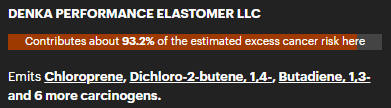 DENKA PERFORMANCE ELASTOMER LLC
Contributes about 93.2% of the estimated excess cancer risk here
Emits Chloroprene, Dichloro-2-butene, 1,4-, Butadiene, 1,3-
and 6 more carcinogens.